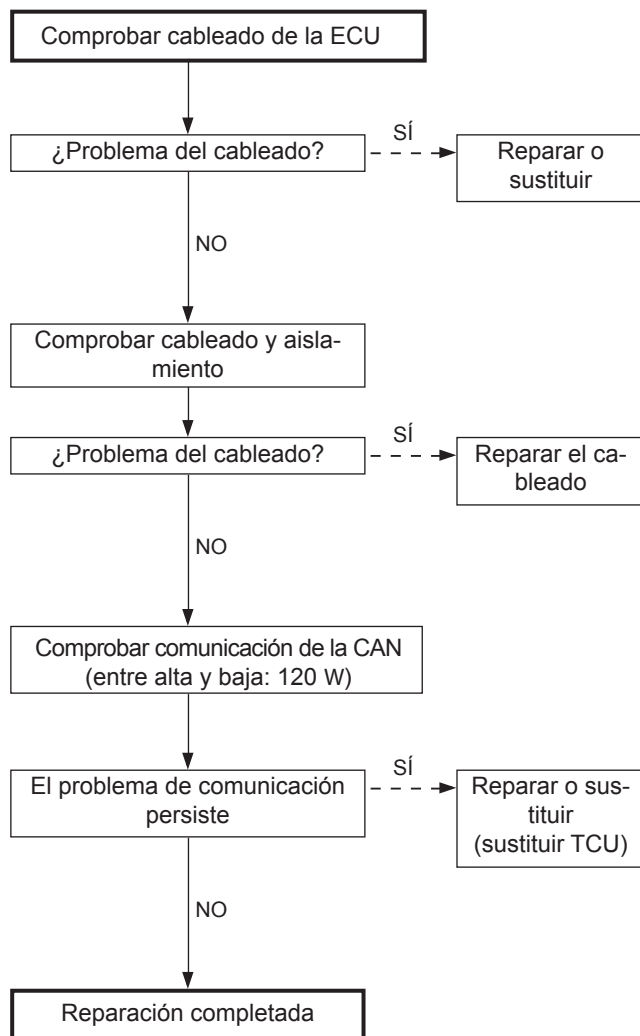 Comprobar cableado de la ECU
¿Problema del cableado?
SÍ
Reparar o
sustituir
NO
Comprobar cableado y aisla-
miento
¿Problema del cableado?
SÍ
Reparar el ca-
bleado
NO
Comprobar comunicación de la CAN
(entre alta y baja: 120 W)
El problema de comunicación
persiste
SÍ
Reparar o sus-
tituir
(sustituir TCU)
NO
Reparación completada